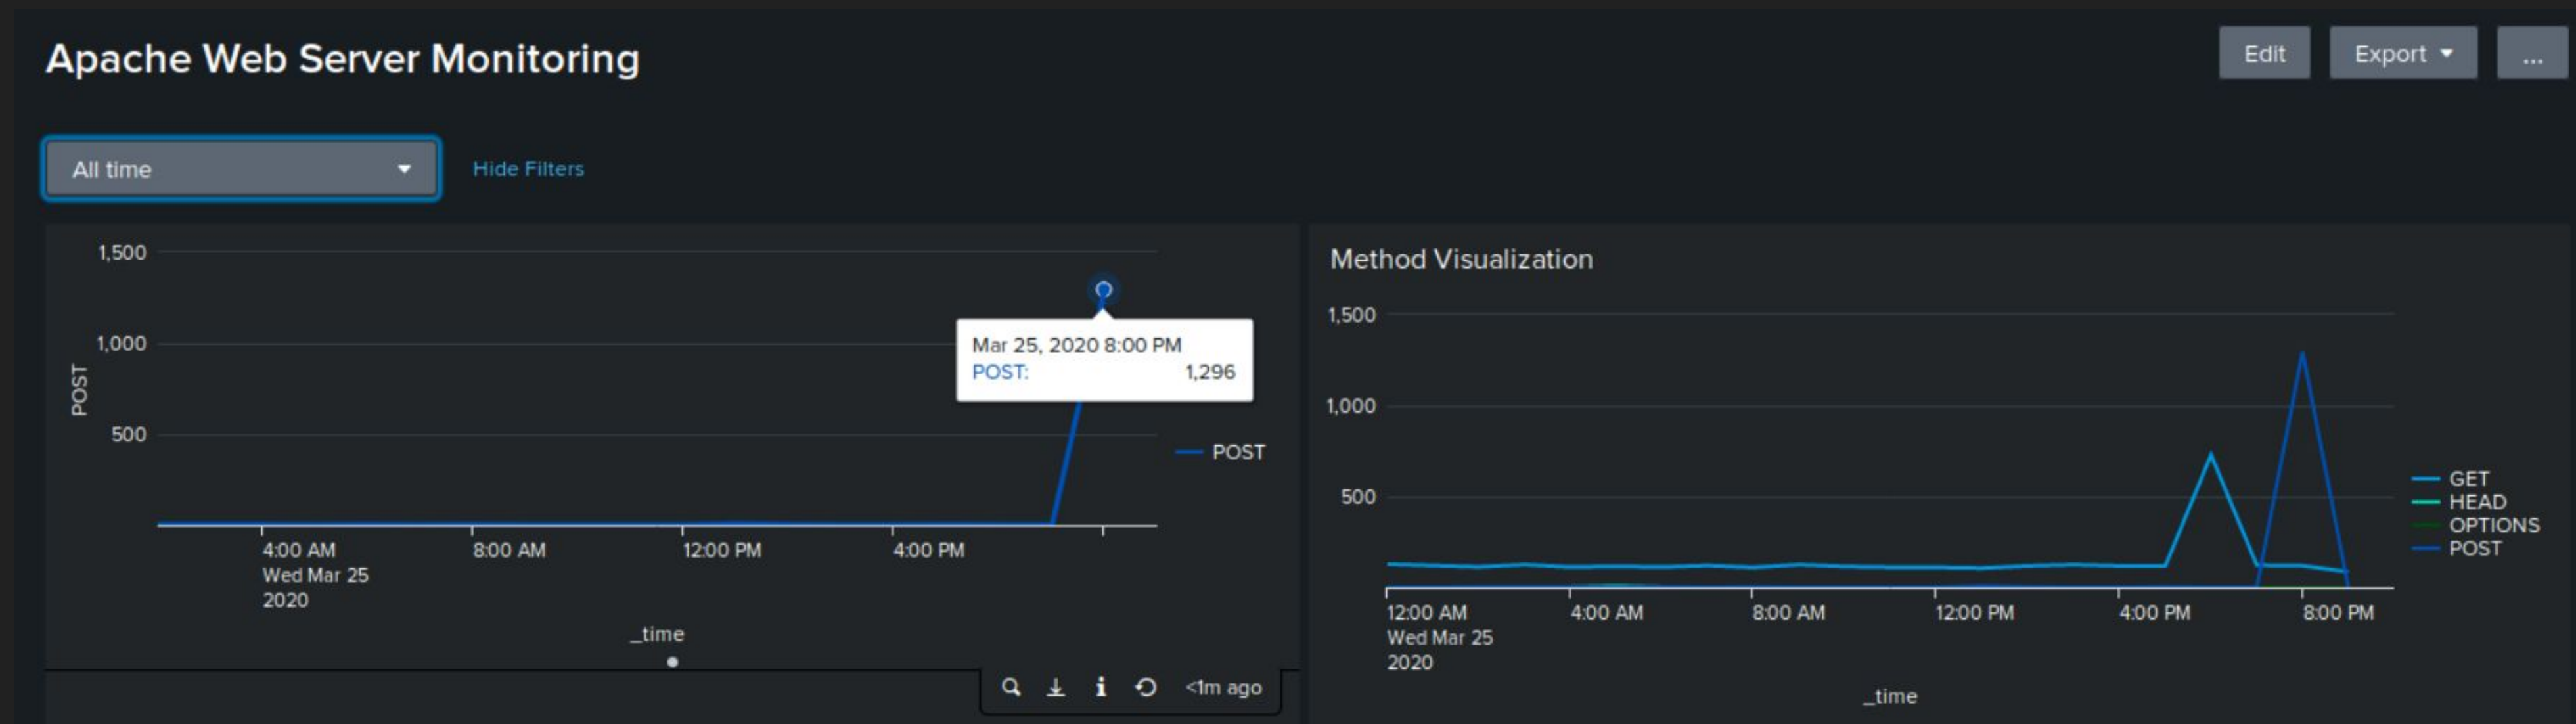 Apache Web Server Monitoring
Edit
Export
...
All time
Hide Filters
1,500
1,000
500
POST
Mar 25, 2020 8:00 PM
POST: 1,296
POST
4:00 AM
Wed Mar 25
2020
8:00 AM
12:00 PM
4:00 PM
_time
<1m ago
Method Visualization
1,500
1,000
500
GET
HEAD
OPTIONS
POST
12:00 AM
Wed Mar 25
2020
4:00 AM
8:00 AM
12:00 PM
4:00 PM
8:00 PM
_time